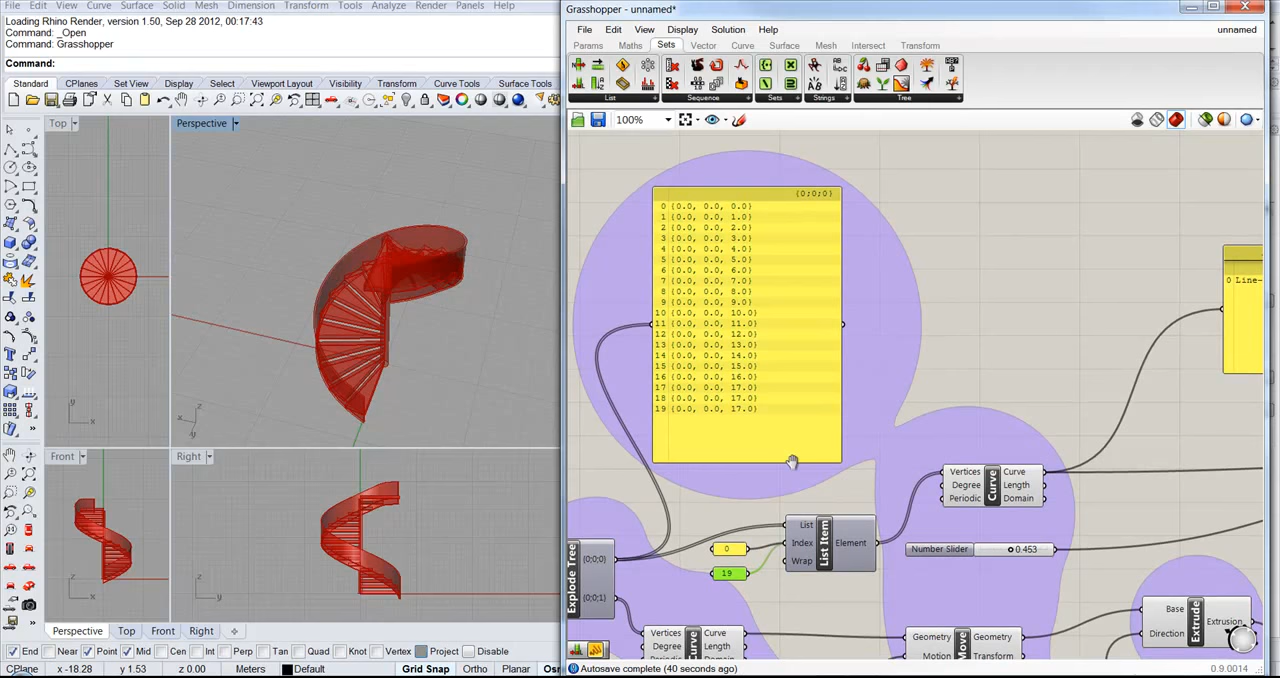 File Edit View Curve Surface Solid Mesh Dimension Transform Tools Analyze Render Panels Help
Loading Rhino Render, version 1.50, Sep 28 2012, 00:17:43
Command: _Open
Command: Grasshopper
Command:
Standard CPlanes Set View Display Select Viewport Layout Visibility Transform Curve Tools Surface Tools
Top
Perspective
Front
Right
z
y
x
Perspective Top Front Right
End Near Point Mid Cen Int Perp Tan Quad Knot Vertex Project Disable
CPlane x -18.28 y 1.53 z 0.00 Meters Default Grid Snap Ortho Planar Osn
Grasshopper - unnamed*
File Edit View Display Solution Help unnamed
Params Maths Sets Vector Curve Surface Mesh Intersect Transform
List Sequence Sets Strings Tree
100%
{0;0;0}
0 {0.0, 0.0, 0.0}
1 {0.0, 0.0, 1.0}
2 {0.0, 0.0, 2.0}
3 {0.0, 0.0, 3.0}
4 {0.0, 0.0, 4.0}
5 {0.0, 0.0, 5.0}
6 {0.0, 0.0, 6.0}
7 {0.0, 0.0, 7.0}
8 {0.0, 0.0, 8.0}
9 {0.0, 0.0, 9.0}
10 {0.0, 0.0, 10.0}
11 {0.0, 0.0, 11.0}
12 {0.0, 0.0, 12.0}
13 {0.0, 0.0, 13.0}
14 {0.0, 0.0, 14.0}
15 {0.0, 0.0, 15.0}
16 {0.0, 0.0, 16.0}
17 {0.0, 0.0, 17.0}
18 {0.0, 0.0, 17.0}
19 {0.0, 0.0, 17.0}
0 Line-
Vertices Curve
Degree Curve Length
Periodic Domain
List
0 Index List Item Element
19 Wrap
Number Slider 0.453
Explode Tree {0;0;0}
{0;0;1}
Vertices Curve
Degree Curve Length
Geometry Move Geometry
Motion Transform
Base Extrude Extrusion
Direction
Autosave complete (40 seconds ago) 0.9.0014